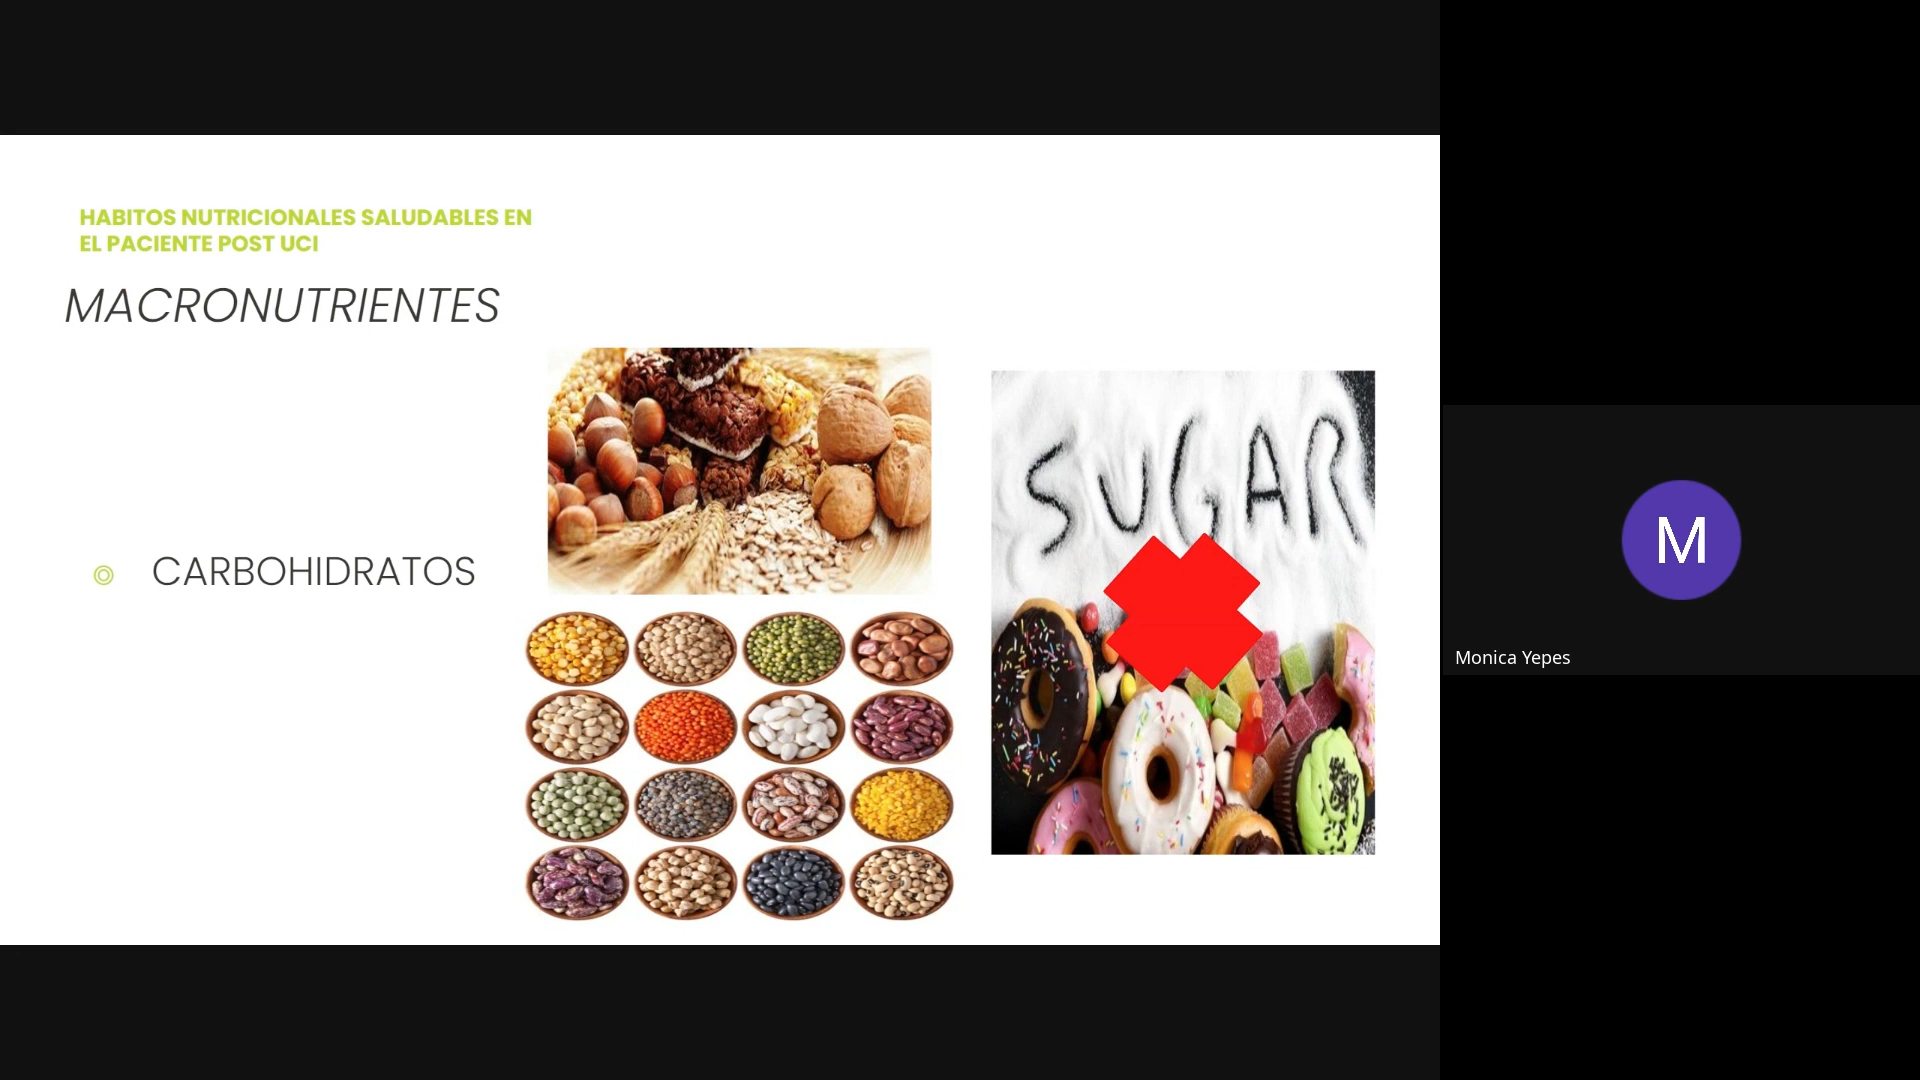 HABITOS NUTRICIONALES SALUDABLES EN
EL PACIENTE POST UCI
MACRONUTRIENTES
CARBOHIDRATOS
SUGAR
M
Monica Yepes